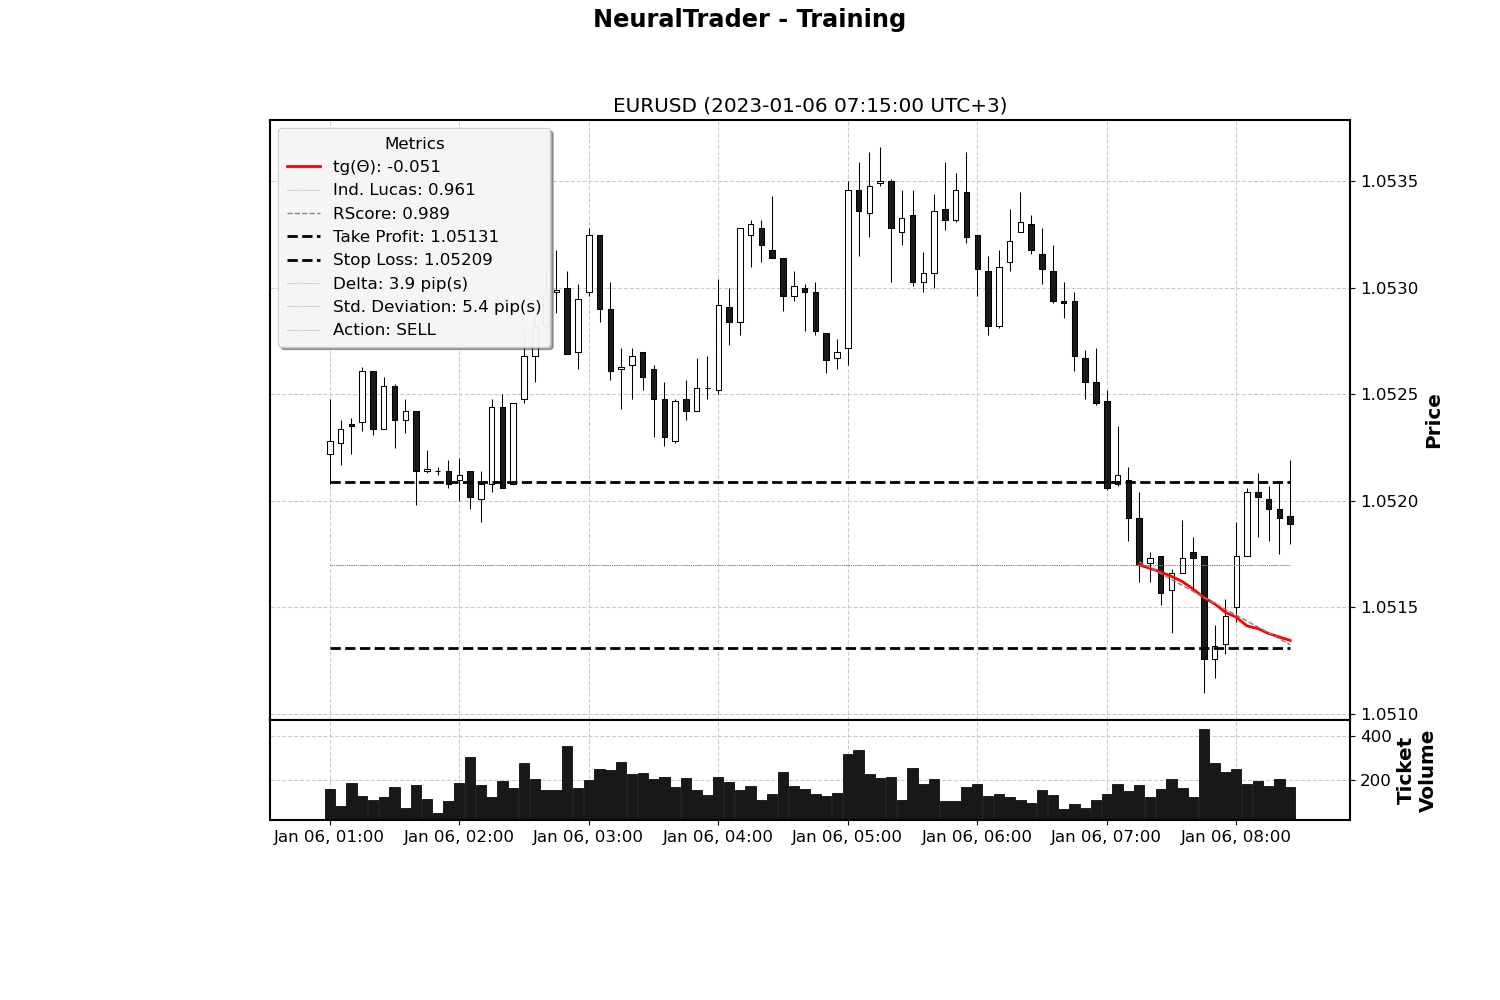 NeuralTrader - Training
EURUSD (2023-01-06 07:15:00 UTC+3)
Metrics
tg(Θ): -0.051
Ind. Lucas: 0.961
RScore: 0.989
Take Profit: 1.05131
Stop Loss: 1.05209
Delta: 3.9 pip(s)
Std. Deviation: 5.4 pip(s)
Action: SELL
1.0535
1.0530
1.0525
1.0520
1.0515
1.0510
Price
400
200
Ticket
Volume
Jan 06, 01:00 Jan 06, 02:00 Jan 06, 03:00 Jan 06, 04:00 Jan 06, 05:00 Jan 06, 06:00 Jan 06, 07:00 Jan 06, 08:00